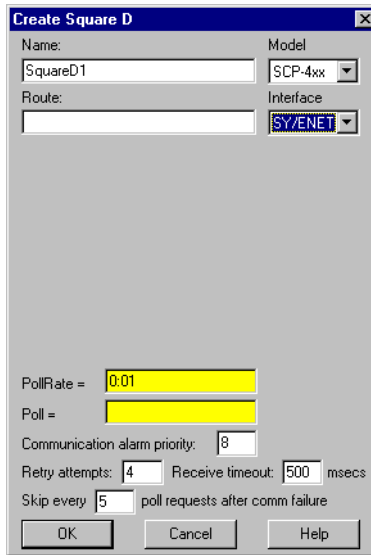 Create Square D
Name: Model
SquareD1 SCP-4xx
Route: Interface
SY/ENET
PollRate = 0:01
Poll =
Communication alarm priority: 8
Retry attempts: 4 Receive timeout: 500 msecs
Skip every 5 poll requests after comm failure
OK Cancel Help